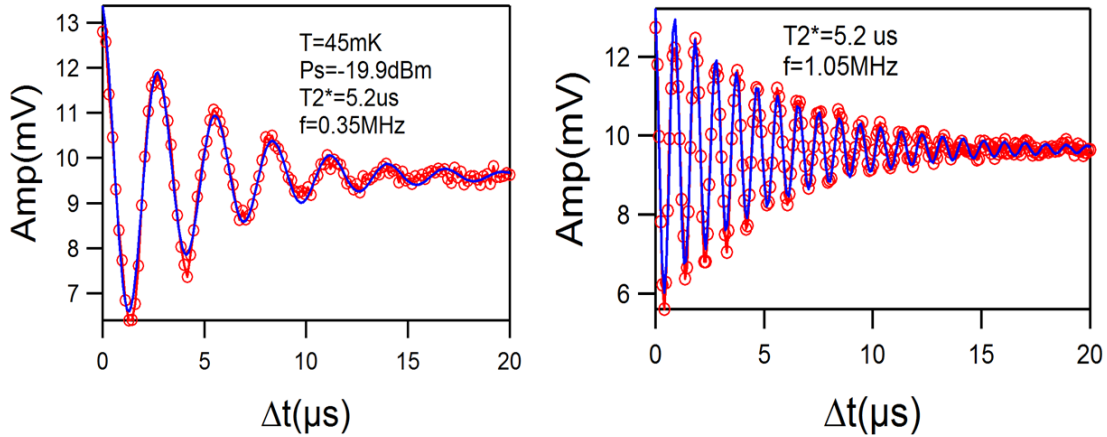 13
12
11
10
9
8
7
Amp(mV)
T=45mK
Ps=-19.9dBm
T2*=5.2us
f=0.35MHz
0 5 10 15 20
Δt(μs)
12
10
8
6
Amp(mV)
T2*=5.2 us
f=1.05MHz
0 5 10 15 20
Δt(μs)